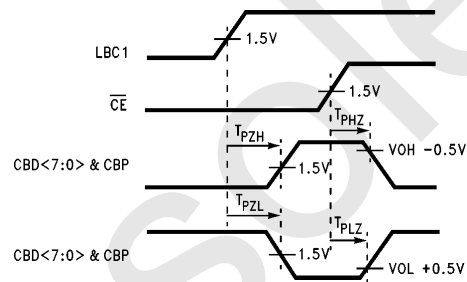 LBC1
1.5V
CE
1.5V
TPZH
TPHZ
CBD<7:0> & CBP
1.5V
VOH -0.5V
TPZL
TPLZ
CBD<7:0> & CBP
1.5V
VOL +0.5V